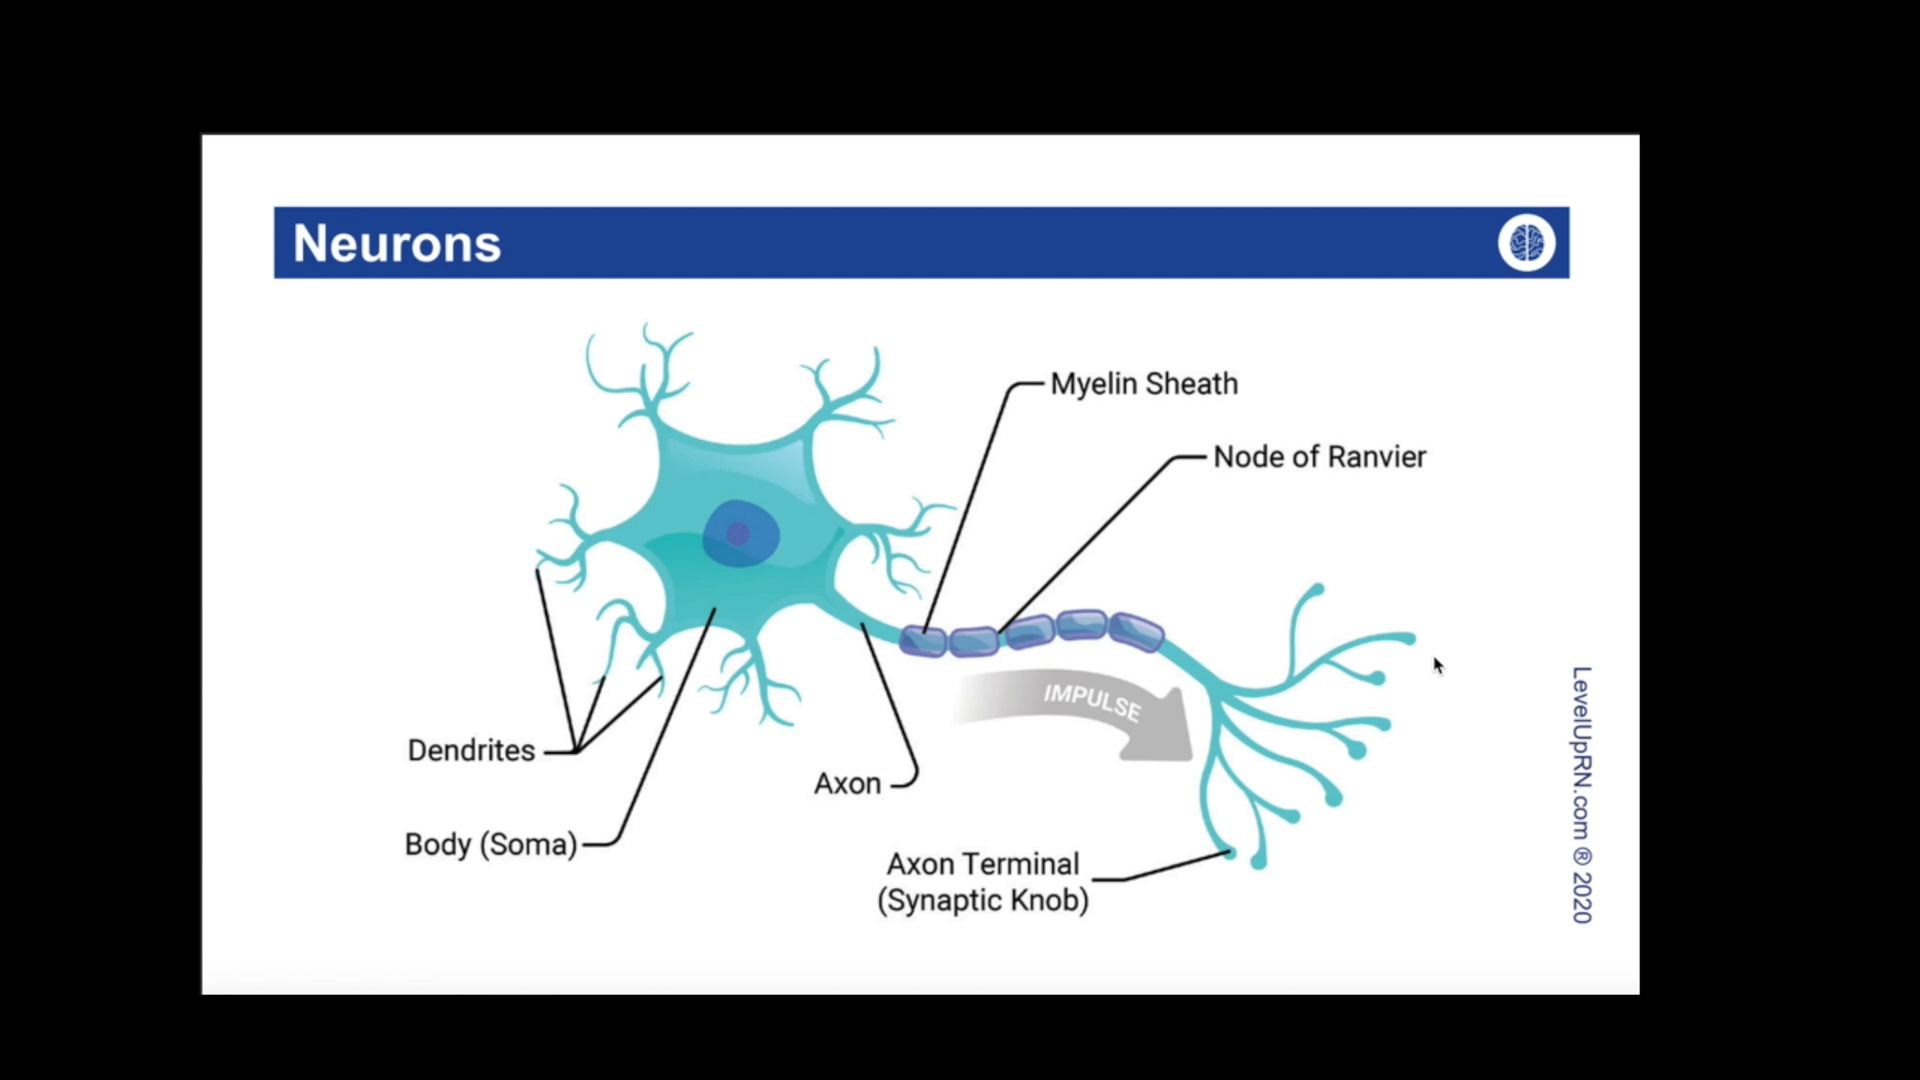 Neurons
Myelin Sheath
Node of Ranvier
IMPULSE
Dendrites
Axon
Body (Soma)
Axon Terminal
(Synaptic Knob)
LevelUpRN.com ® 2020